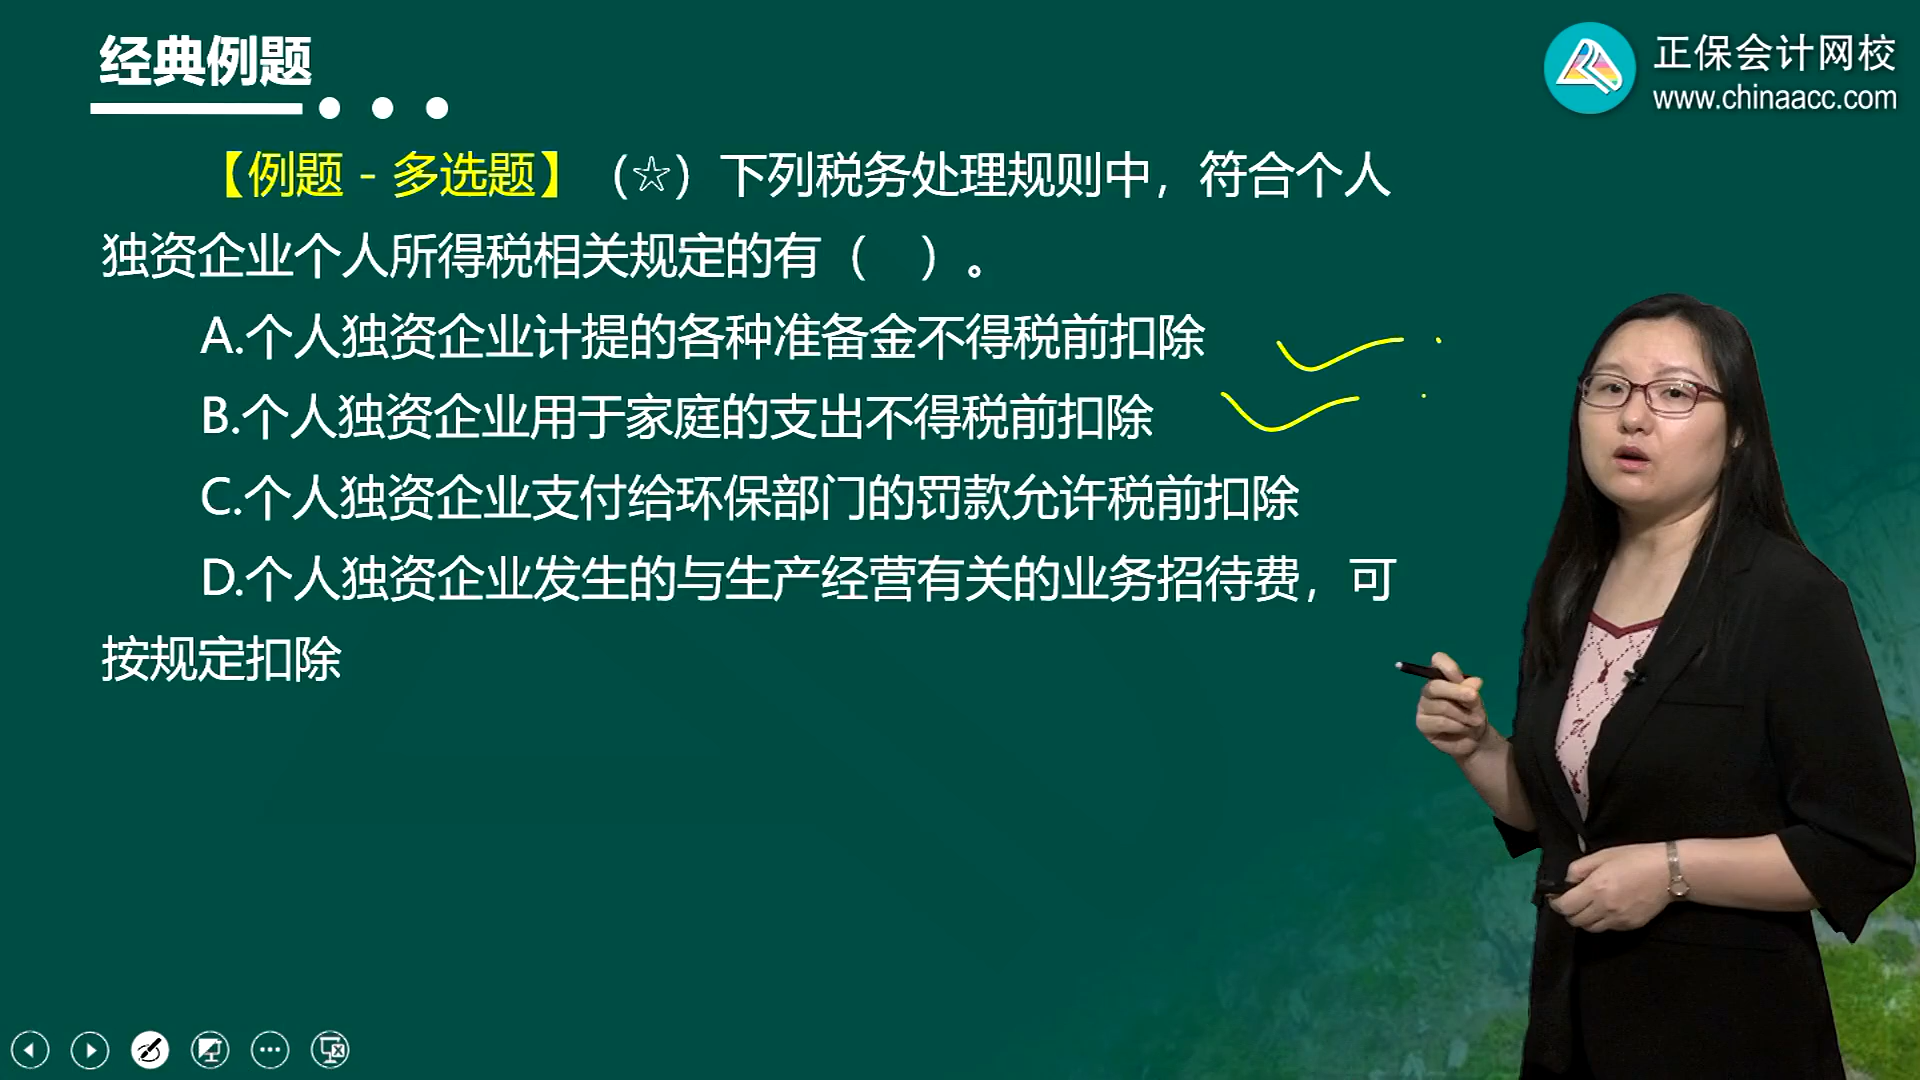 经典例题
正保会计网校
www.chinaacc.com
【例题－多选题】（☆）下列税务处理规则中，符合个人
独资企业个人所得税相关规定的有（ ）。
A.个人独资企业计提的各种准备金不得税前扣除
B.个人独资企业用于家庭的支出不得税前扣除
C.个人独资企业支付给环保部门的罚款允许税前扣除
D.个人独资企业发生的与生产经营有关的业务招待费，可
按规定扣除